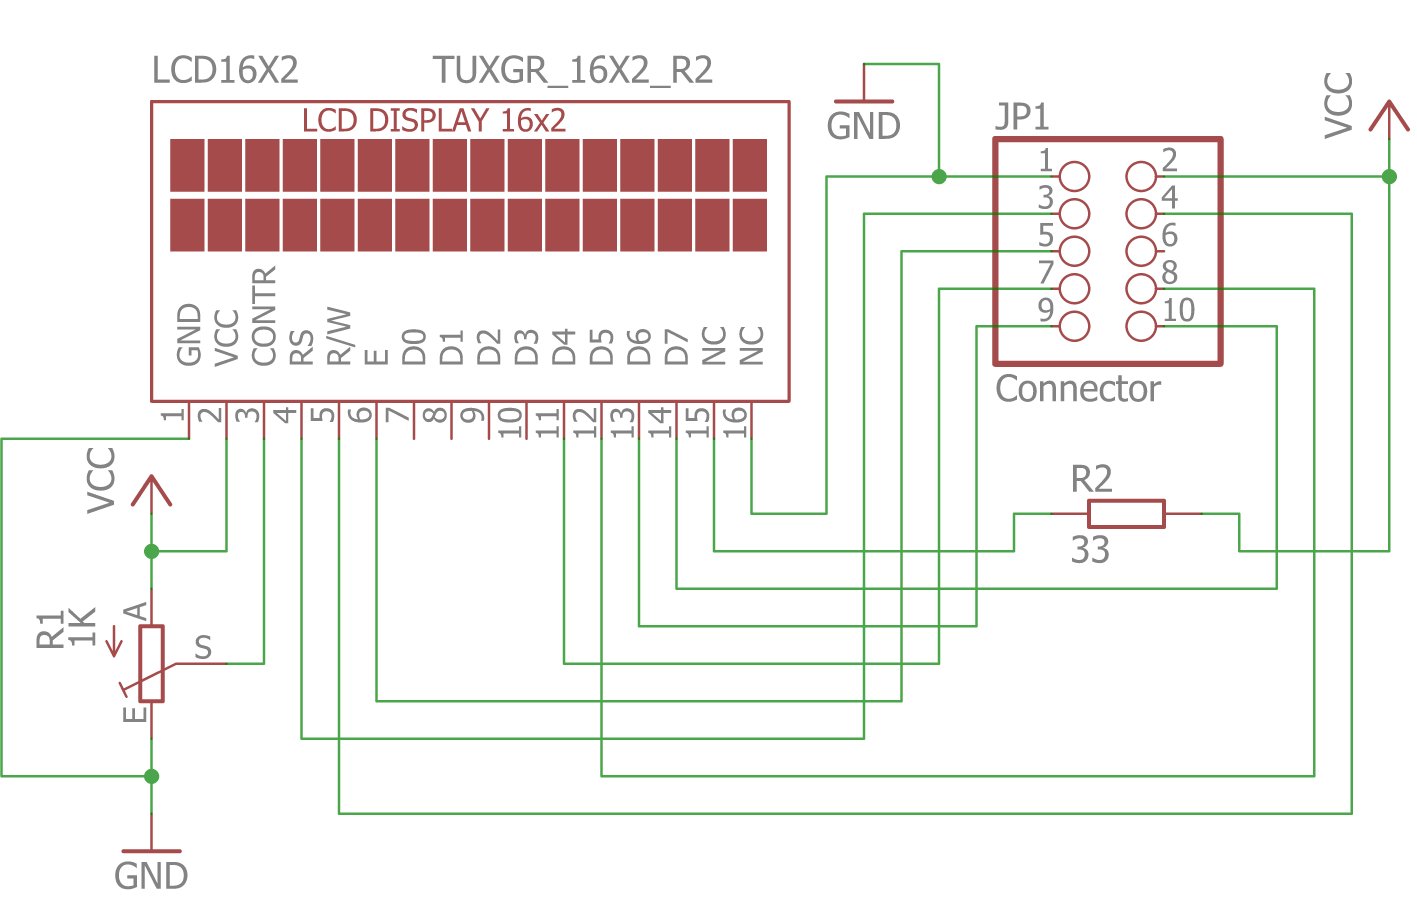 LCD16X2
TUXGR_16X2_R2
LCD DISPLAY 16x2
GND
VCC
CONTR
RS
R/W
E
D0
D1
D2
D3
D4
D5
D6
D7
NC
NC
1
2
3
4
5
6
7
8
9
10
11
12
13
14
15
16
GND
JP1
1 2
3 4
5 6
7 8
9 10
Connector
VCC
R2
33
VCC
R1
1K
A
S
E
GND